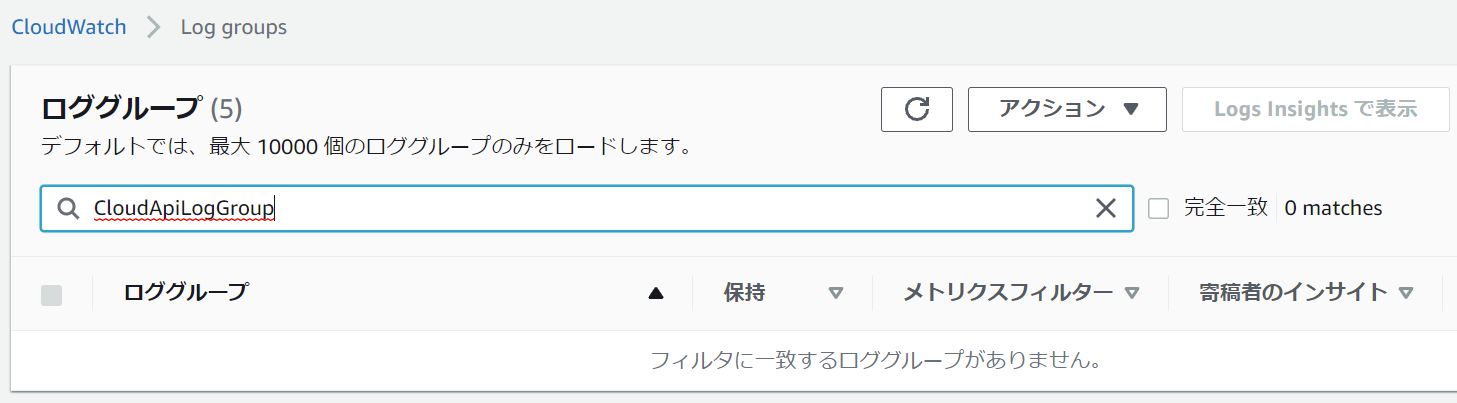 CloudWatch > Log groups
ロググループ (5)
アクション ▼
Logs Insights で表示
デフォルトでは、最大 10000 個のロググループのみをロードします。
CloudApiLogGroup
完全一致
0 matches
ロググループ ▲ 保持 ▽ メトリクスフィルター ▽ 寄稿者のインサイト ▽
フィルタに一致するロググループがありません。